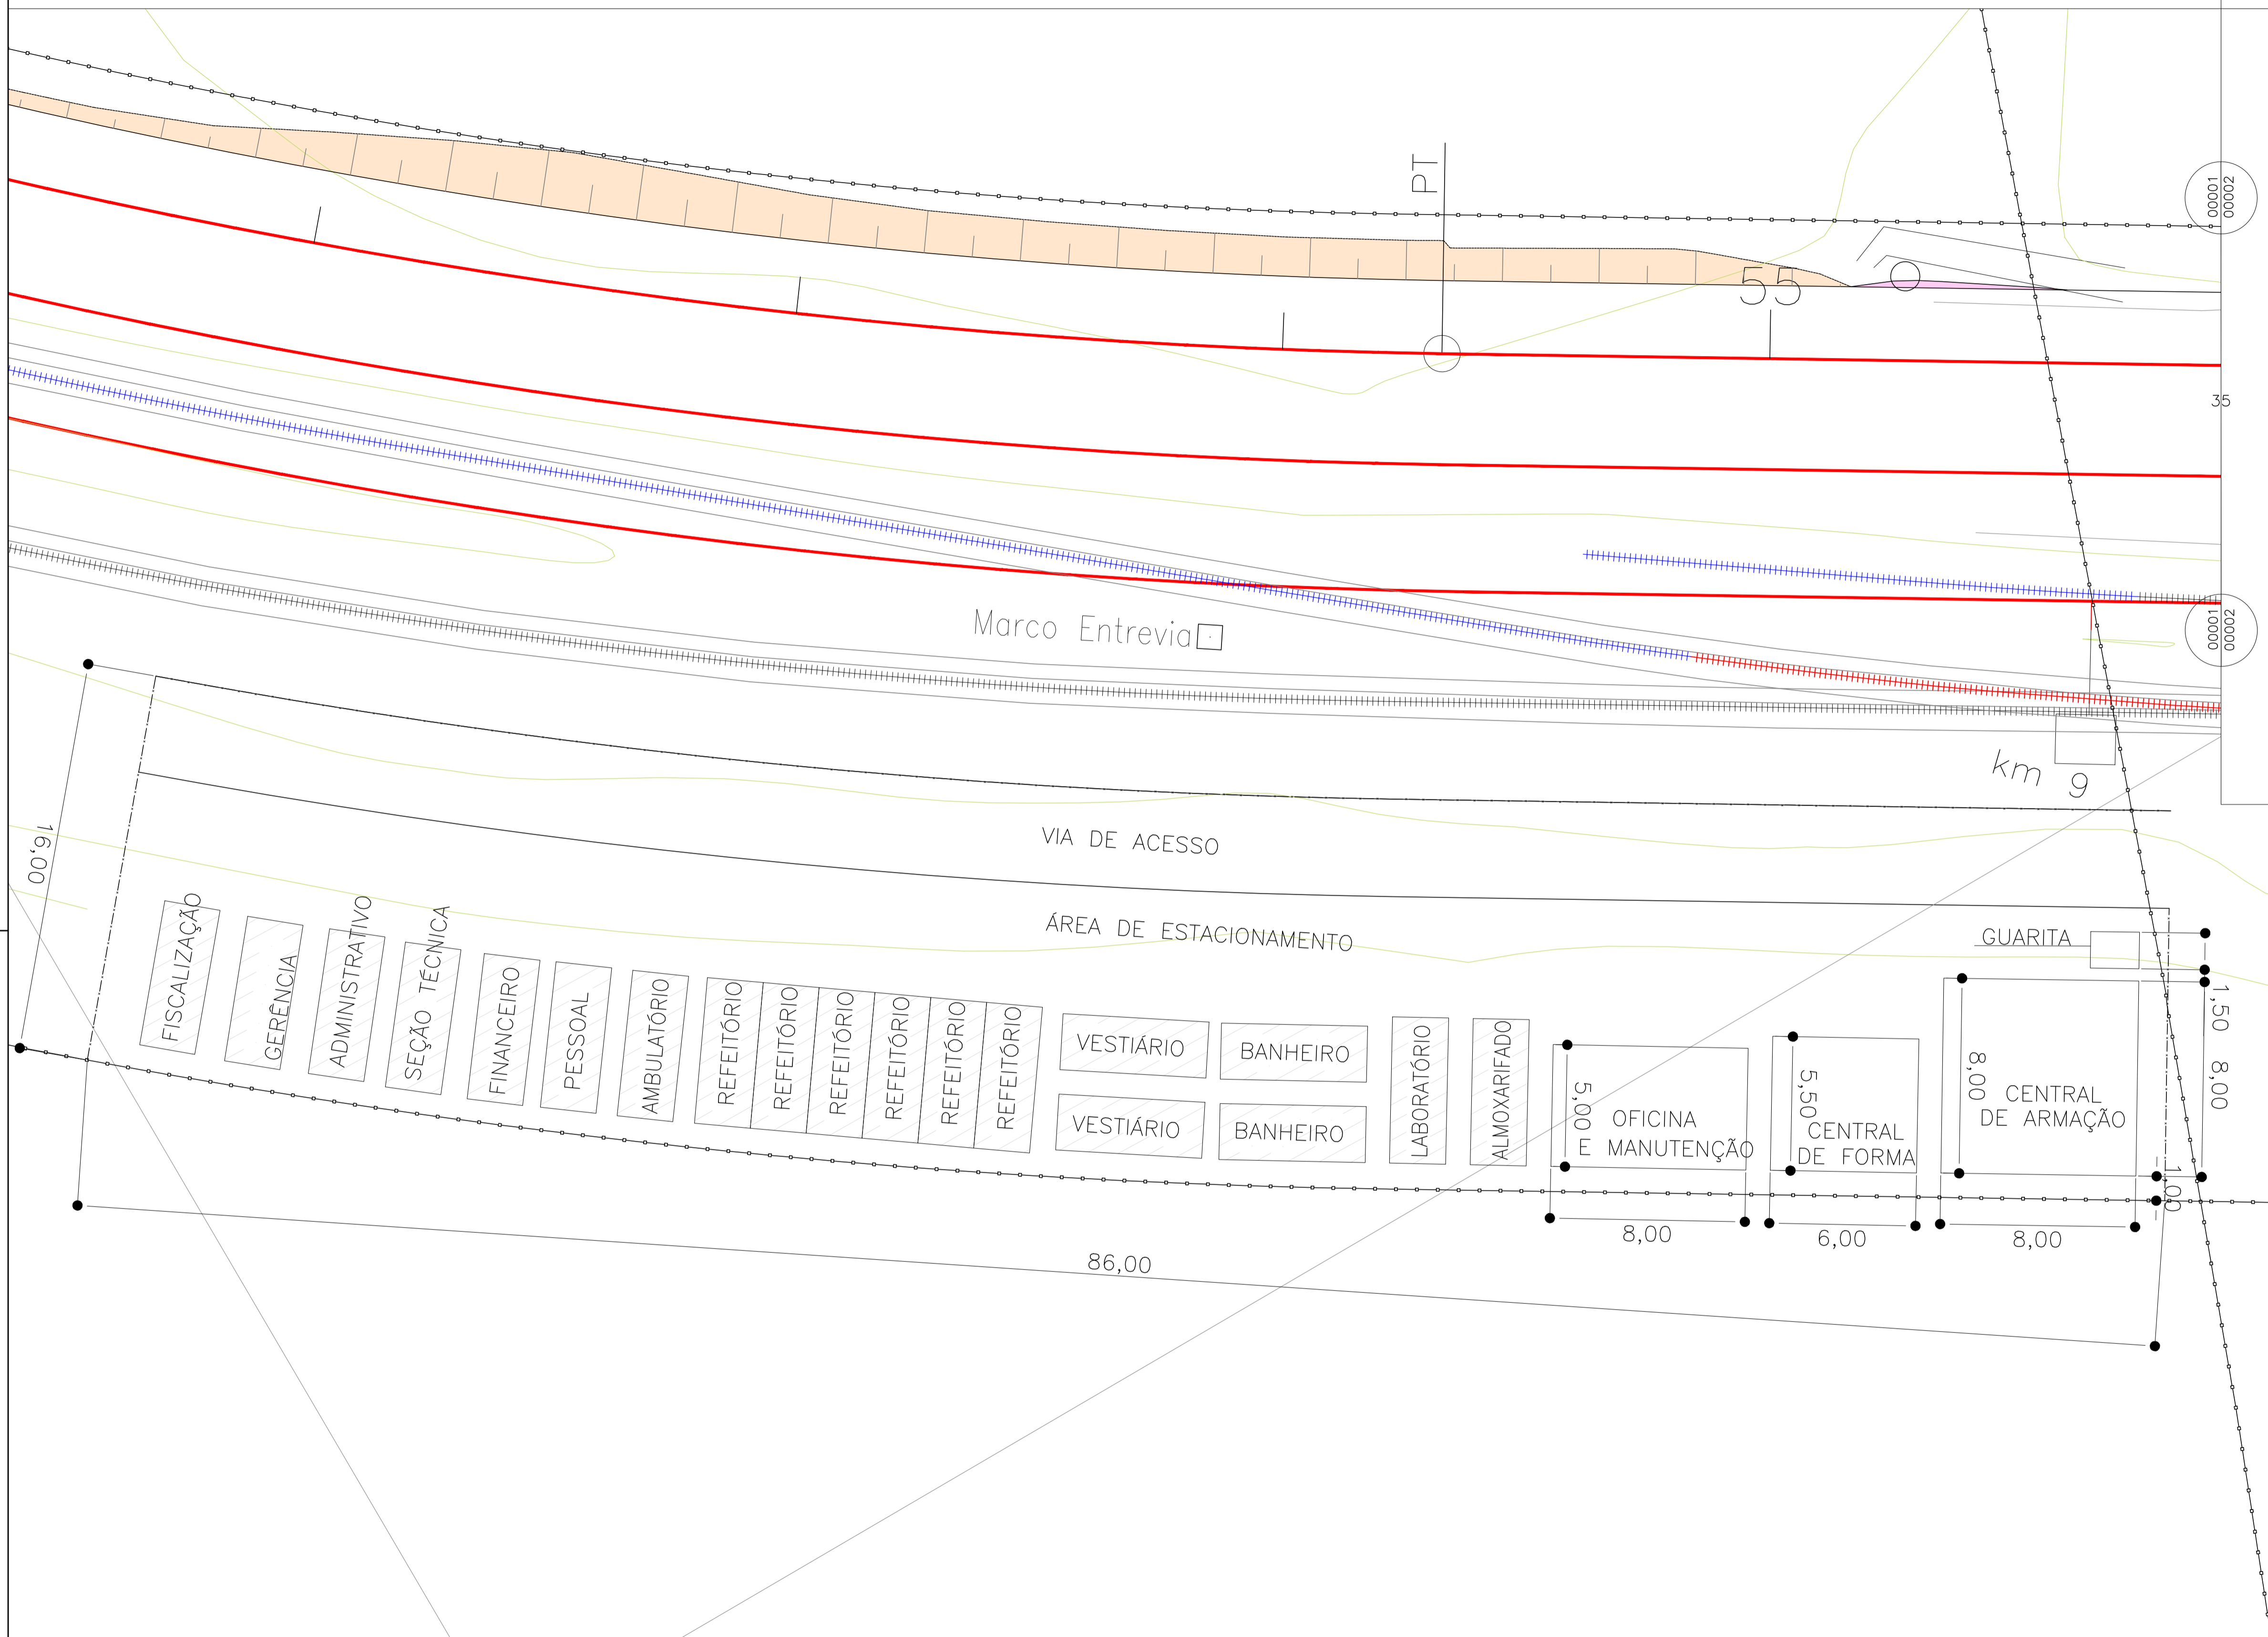 PT
00001
00002
55
35
Marco Entrevia
00001
00002
km 9
16,00
VIA DE ACESSO
ÁREA DE ESTACIONAMENTO
GUARITA
FISCALIZAÇÃO
GERÊNCIA
ADMINISTRATIVO
SEÇÃO TÉCNICA
FINANCEIRO
PESSOAL
AMBULATÓRIO
REFEITÓRIO
REFEITÓRIO
REFEITÓRIO
REFEITÓRIO
REFEITÓRIO
REFEITÓRIO
VESTIÁRIO
BANHEIRO
VESTIÁRIO
BANHEIRO
LABORATÓRIO
ALMOXARIFADO
5,00
OFICINA
E MANUTENÇÃO
5,50
CENTRAL
DE FORMA
8,00
CENTRAL
DE ARMAÇÃO
1,50
8,00
1,00
8,00
6,00
8,00
86,00